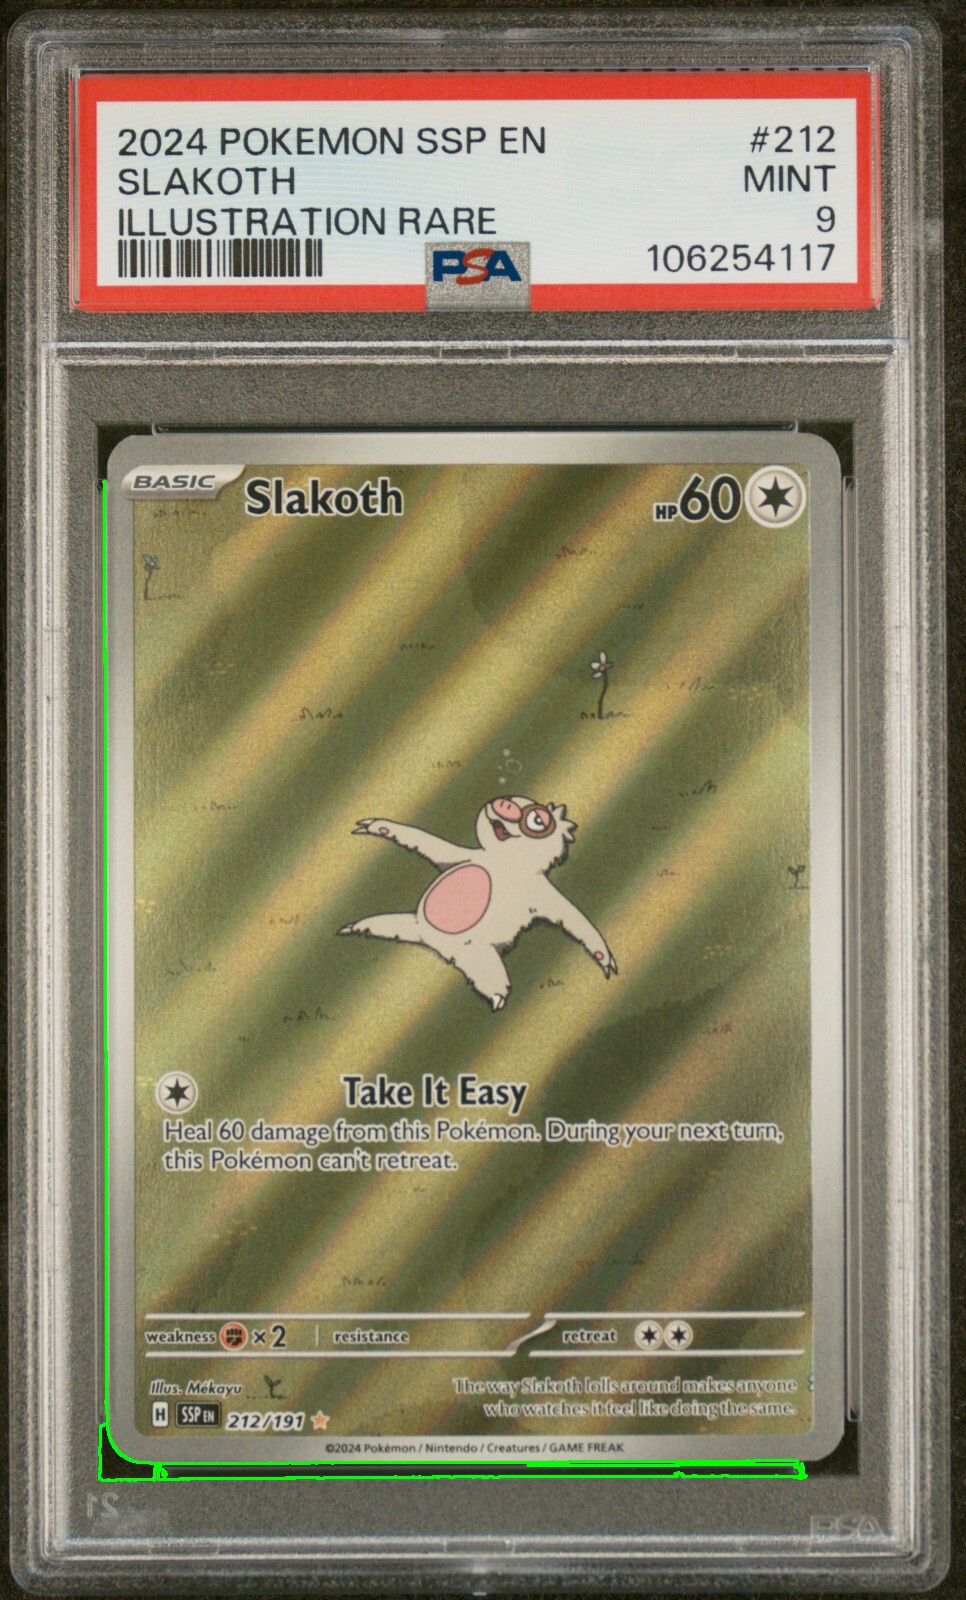 2024 POKEMON SSP EN #212
SLAKOTH MINT
ILLUSTRATION RARE 9
PSA 106254117
BASIC Slakoth HP60
Take It Easy
Heal 60 damage from this Pokémon. During your next turn,
this Pokémon can't retreat.
weakness ×2 resistance retreat
Illus. Mékayu
The way Slakoth lolls around makes anyone
who watches it feel like doing the same.
H SSP EN 212/191
©2024 Pokémon / Nintendo / Creatures / GAME FREAK
PSA